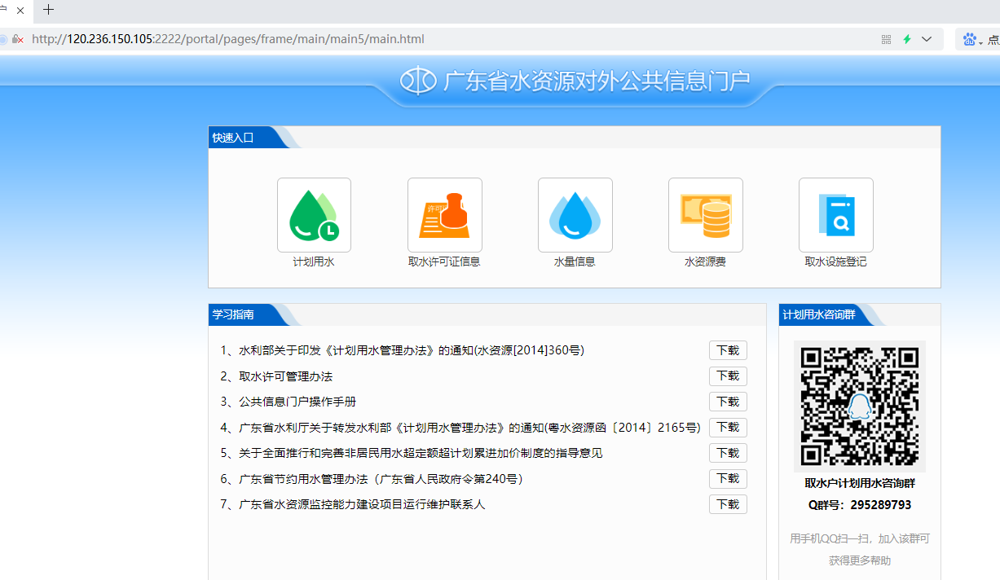 户
http://120.236.150.105:2222/portal/pages/frame/main/main5/main.html
点
广东省水资源对外公共信息门户
快速入口
许可证
计划用水
取水许可证信息
水量信息
水资源费
取水设施登记
学习指南
1、水利部关于印发《计划用水管理办法》的通知(水资源[2014]360号)
下载
2、取水许可管理办法
下载
3、公共信息门户操作手册
下载
4、广东省水利厅关于转发水利部《计划用水管理办法》的通知(粤水资源函〔2014〕2165号)
下载
5、关于全面推行和完善非居民用水超定额超计划累进加价制度的指导意见
下载
6、广东省节约用水管理办法（广东省人民政府令第240号）
下载
7、广东省水资源监控能力建设项目运行维护联系人
下载
计划用水咨询群
取水户计划用水咨询群
Q群号：295289793
用手机QQ扫一扫，加入该群可
获得更多帮助